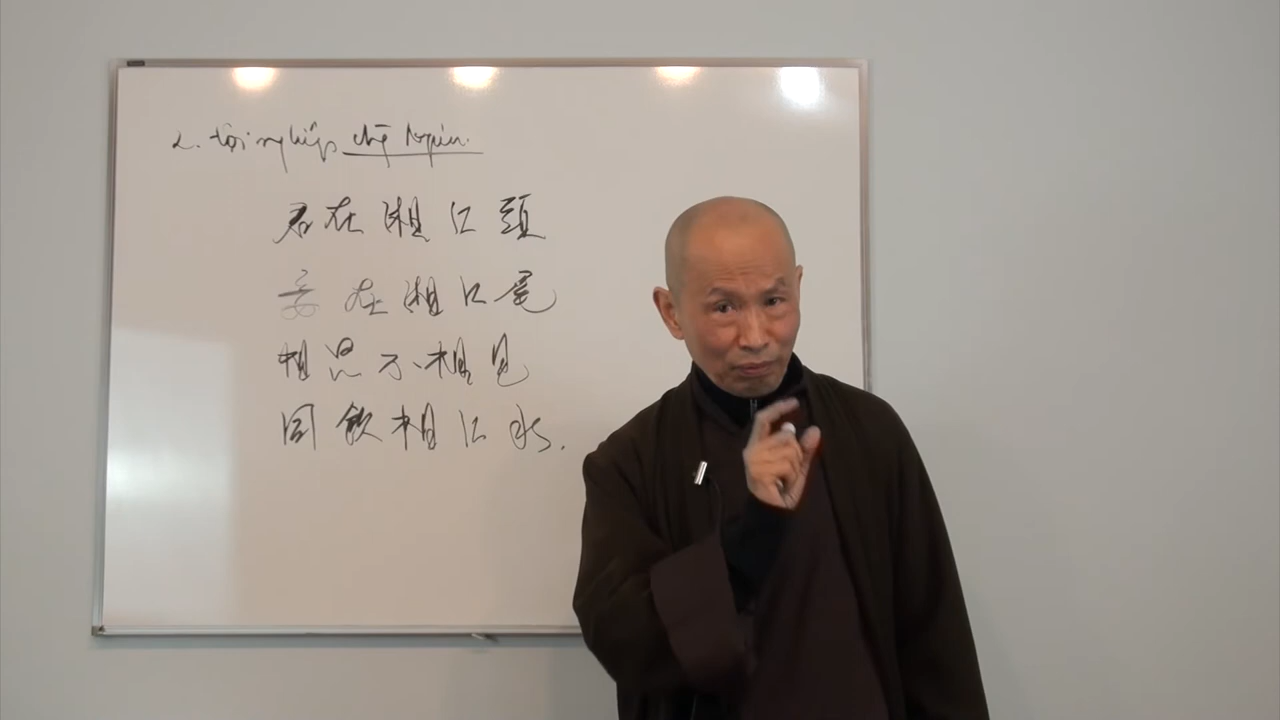 2. tội nghiệp
君在湘江頭
妾在湘江尾
相思不相見
同飲相江水.